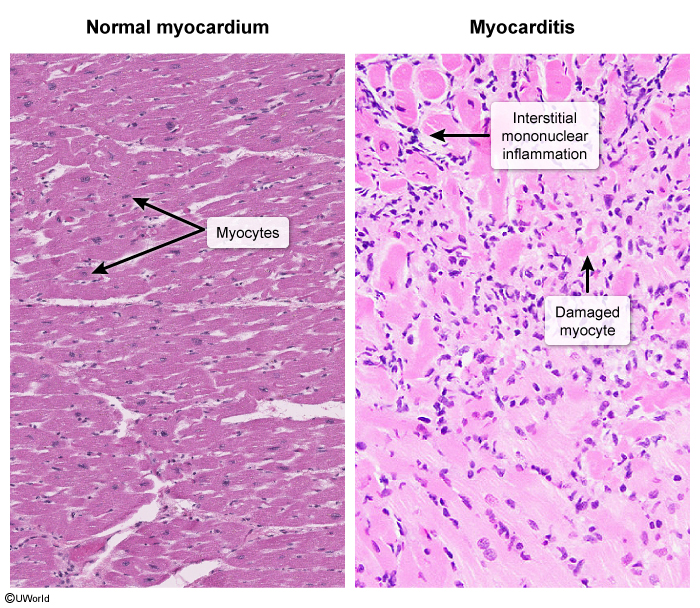 Normal myocardium
Myocarditis
Interstitial
mononuclear
inflammation
Myocytes
Damaged
myocyte
©UWorld